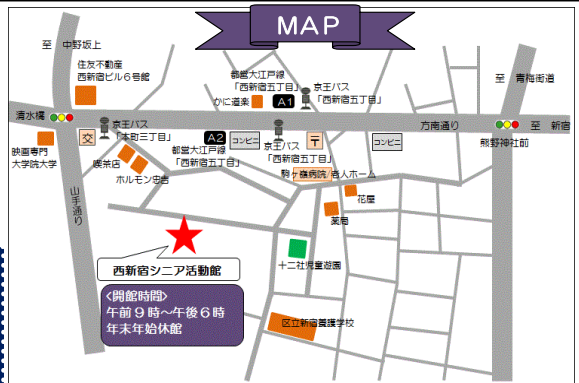 MAP
至 中野坂上
住友不動産
西新宿ビル6号館
都営大江戸線
「西新宿五丁目」
京王バス
「西新宿五丁目」
かに道楽
A1
至 青梅街道
清水橋
京王バス
「本町三丁目」
交
A2
コンビニ
〒
コンビニ
方南通り
至 新宿
熊野神社前
映画専門
大学院大学
喫茶店
ホルモン忠吉
都営大江戸線
「西新宿五丁目」
京王バス
「西新宿五丁目」
駒ヶ嶺病院/老人ホーム
花屋
薬局
山手通り
十二社児童遊園
西新宿シニア活動館
<開館時間>
午前9時~午後6時
年末年始休館
区立新宿養護学校